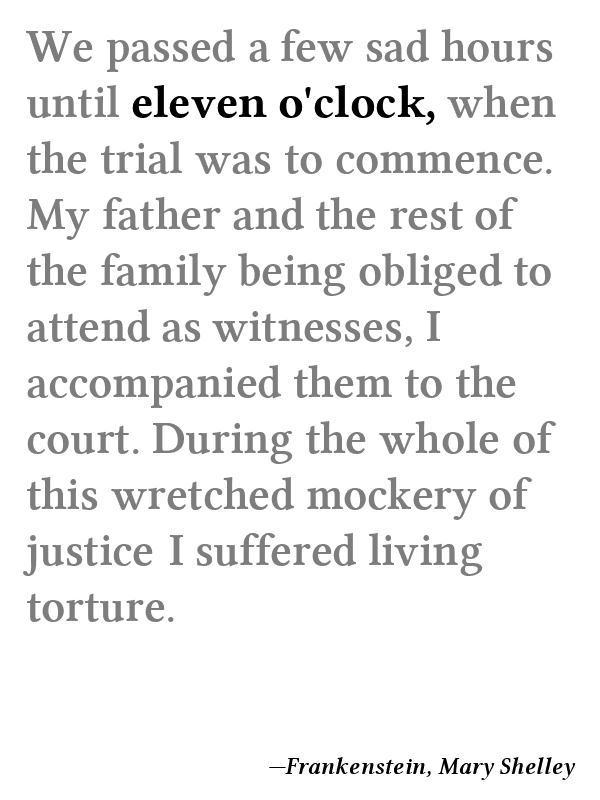 We passed a few sad hours
until eleven o'clock, when
the trial was to commence.
My father and the rest of
the family being obliged to
attend as witnesses, I
accompanied them to the
court. During the whole of
this wretched mockery of
justice I suffered living
torture.
—Frankenstein, Mary Shelley